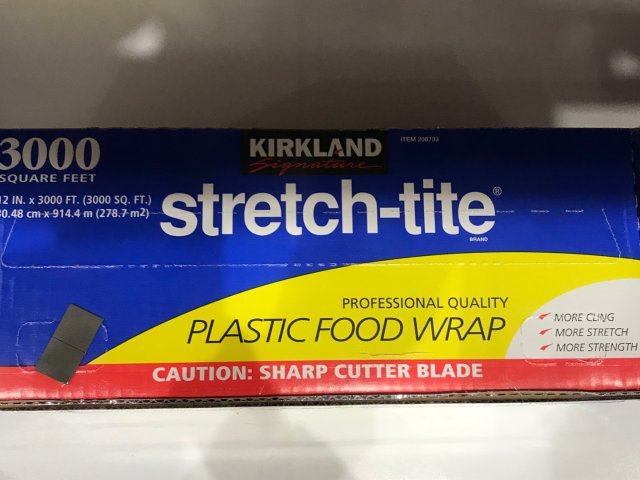 3000
SQUARE FEET
12 IN. x 3000 FT. (3000 SQ. FT.)
30.48 cm x 914.4 m (278.7 m2)
KIRKLAND
Signature
ITEM 208733
stretch-tite®
BRAND
PROFESSIONAL QUALITY
PLASTIC FOOD WRAP
MORE CLING
MORE STRETCH
MORE STRENGTH
CAUTION: SHARP CUTTER BLADE